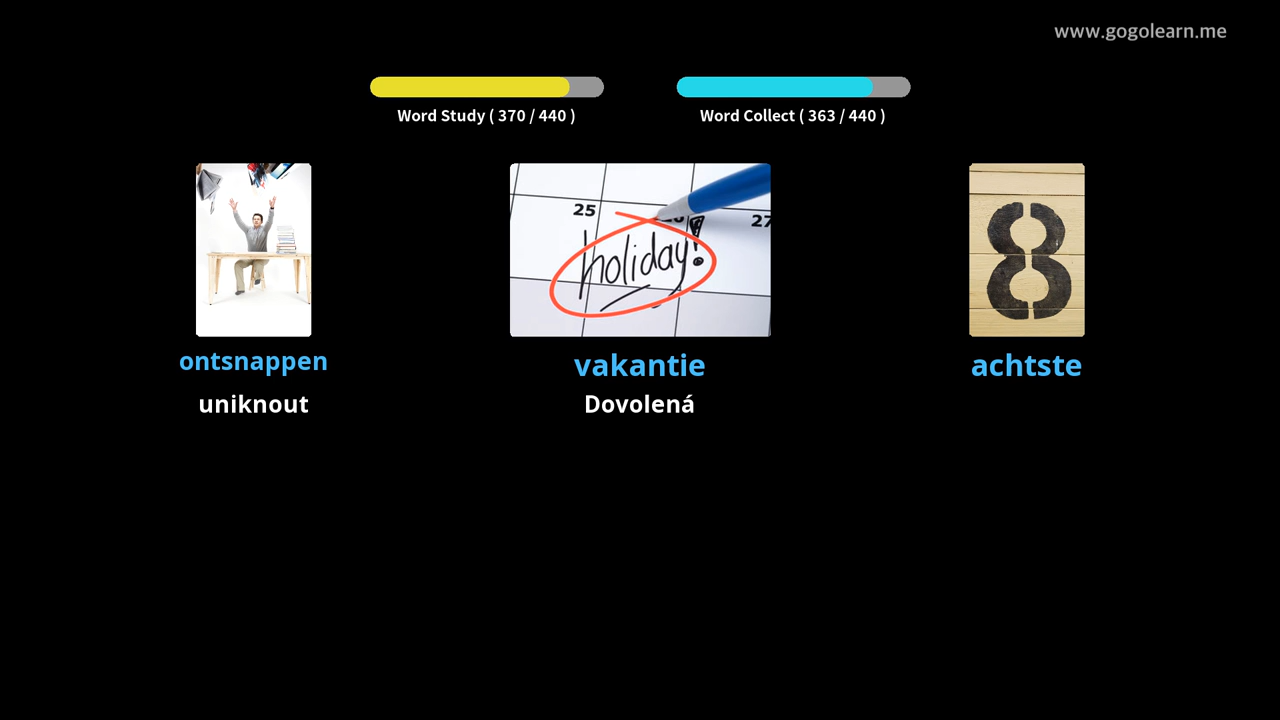 www.gogolearn.me
Word Study ( 370 / 440 )
Word Collect ( 363 / 440 )
25
27
holiday!
8
ontsnappen
vakantie
achtste
uniknout
Dovolená